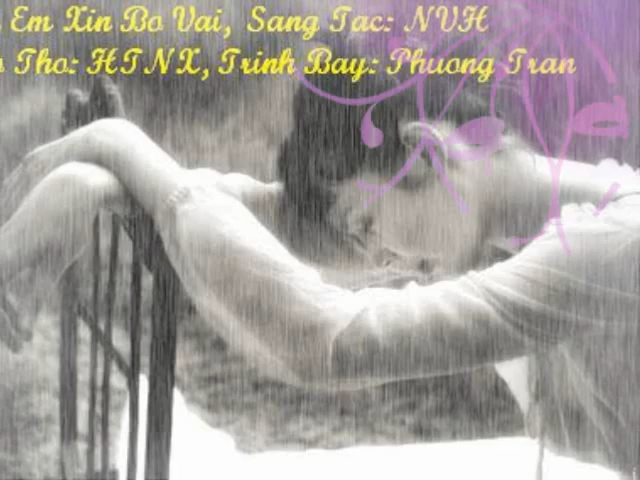 Em Xin Bo Vai, Sang Tac: NVH
Tho: HTNX, Trinh Bay: Phuong Tran